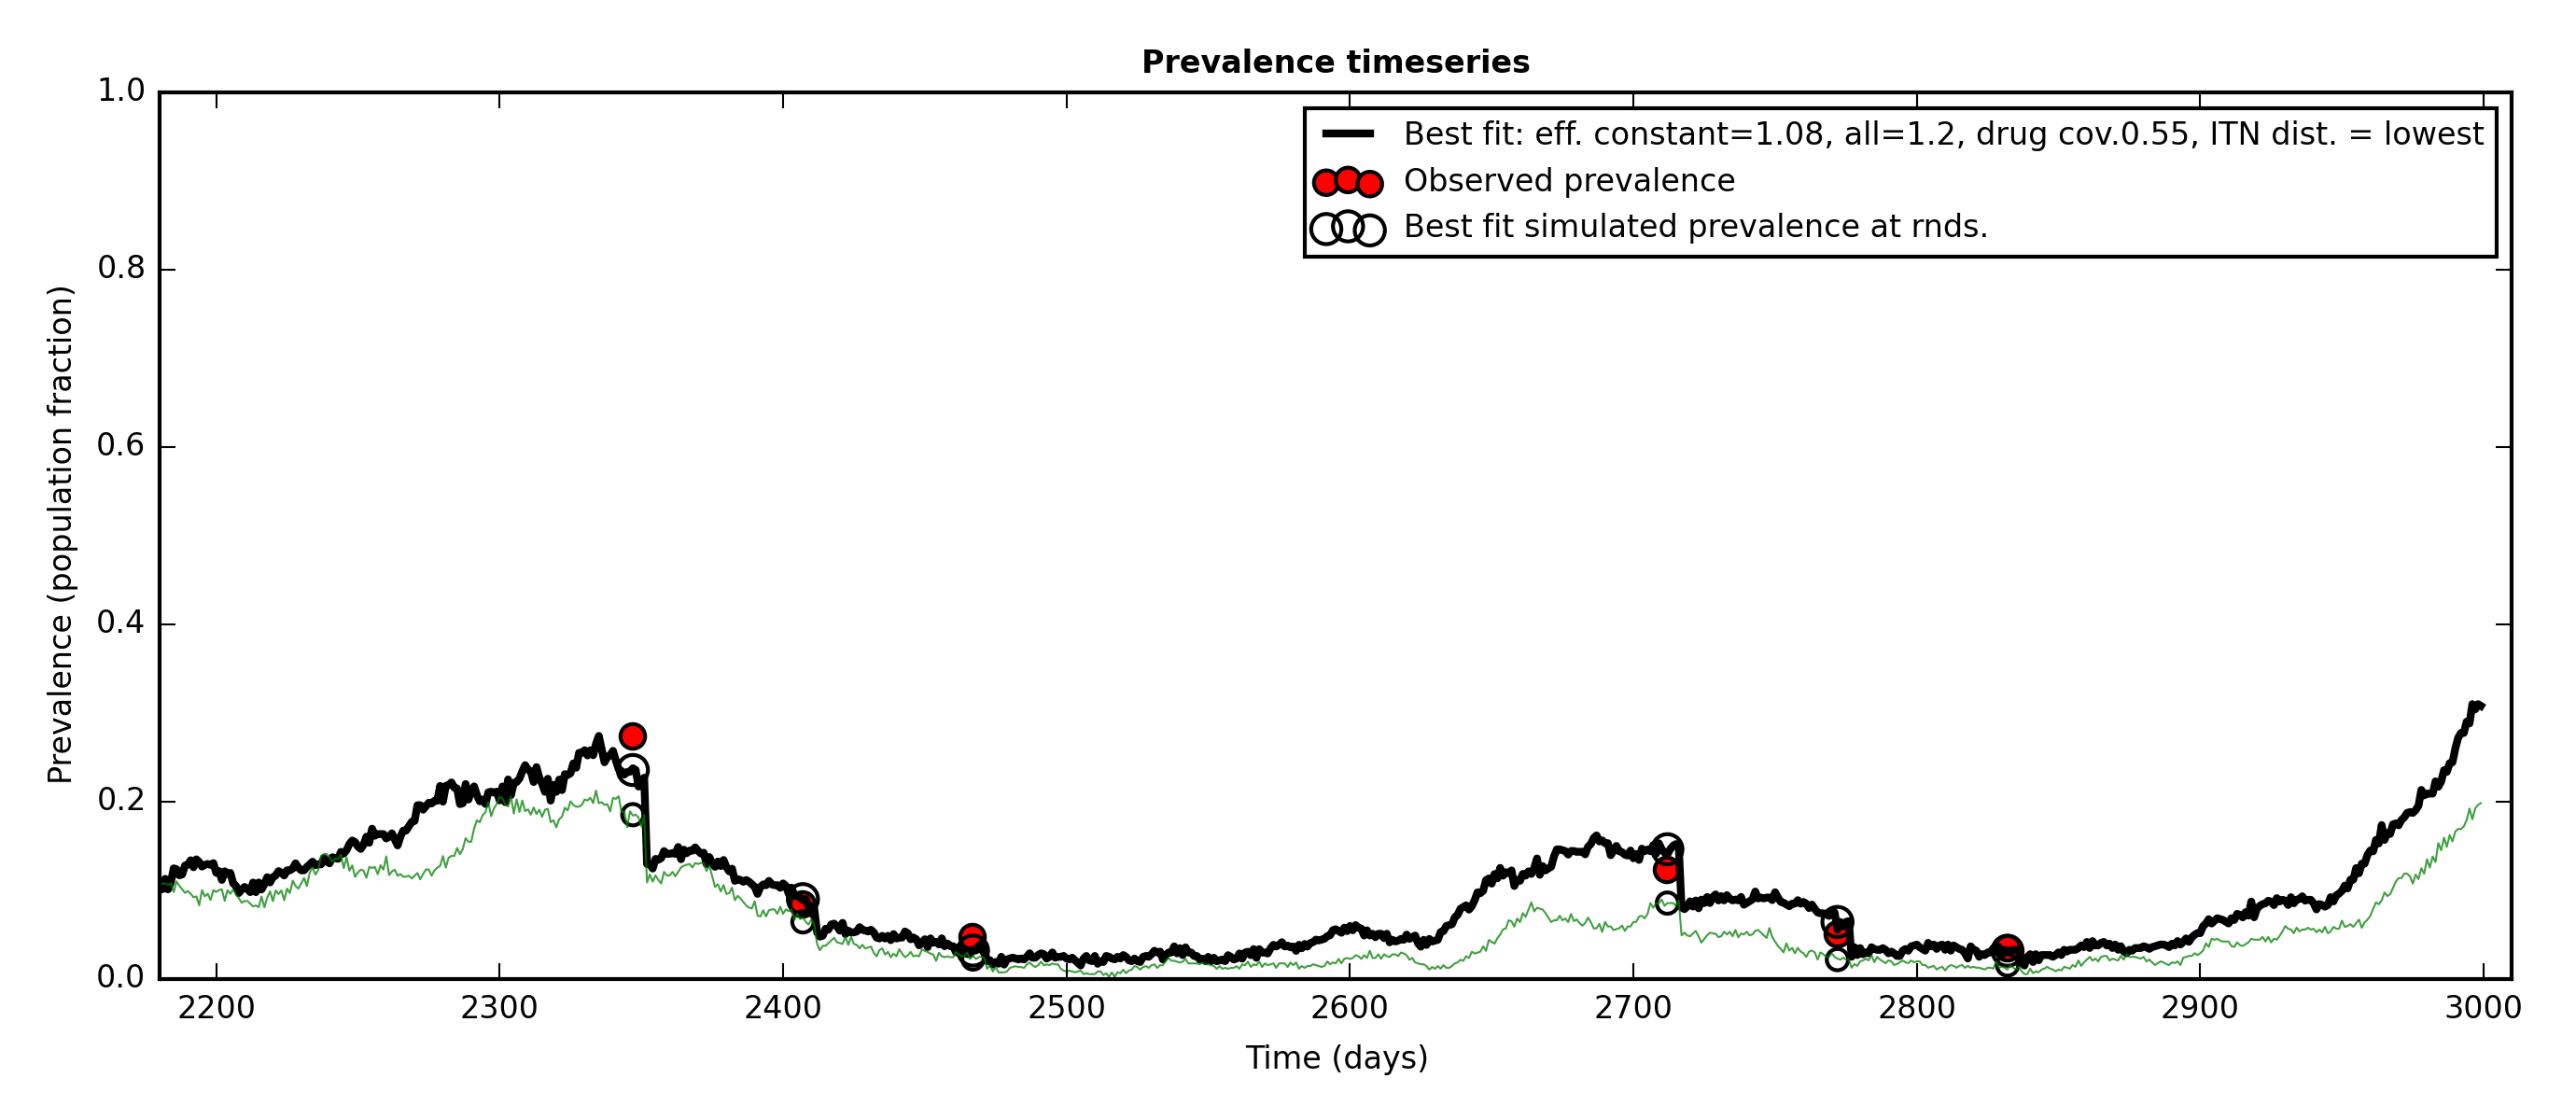 Prevalence timeseries
1.0
0.8
0.6
0.4
0.2
0.0
Prevalence (population fraction)
Best fit: eff. constant=1.08, all=1.2, drug cov.0.55, ITN dist. = lowest
Observed prevalence
Best fit simulated prevalence at rnds.
2200 2300 2400 2500 2600 2700 2800 2900 3000
Time (days)